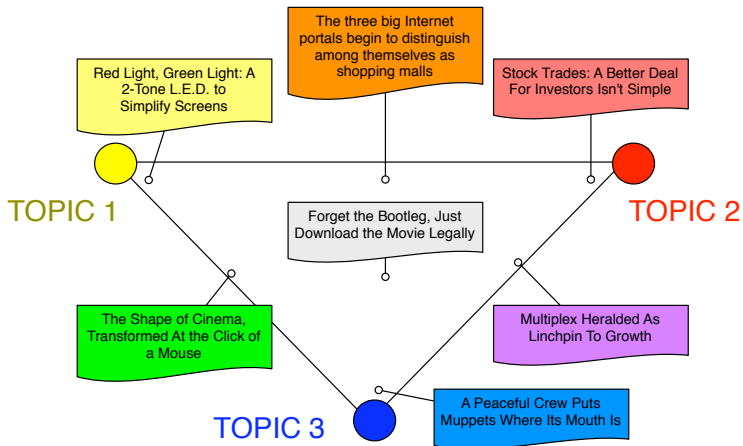 The three big Internet
portals begin to distinguish
among themselves as
shopping malls
Red Light, Green Light: A
2-Tone L.E.D. to
Simplify Screens
Stock Trades: A Better Deal
For Investors Isn't Simple
TOPIC 1
TOPIC 2
Forget the Bootleg, Just
Download the Movie Legally
The Shape of Cinema,
Transformed At the Click of
a Mouse
Multiplex Heralded As
Linchpin To Growth
TOPIC 3
A Peaceful Crew Puts
Muppets Where Its Mouth Is